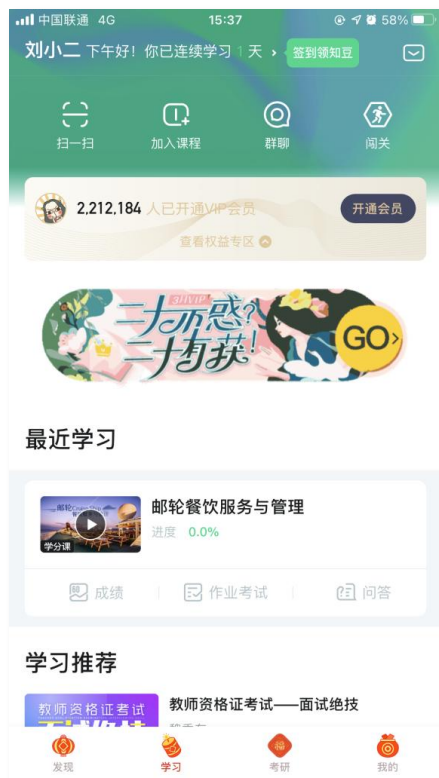 中国联通 4G 15:37 58%
刘小二 下午好！你已连续学习 1 天 › 签到领知豆
扫一扫 加入课程 群聊 闯关
2,212,184 人已开通VIP会员 开通会员
查看权益专区
二十不惑？
二十有获！
GO›
最近学习
邮轮餐饮服务与管理
进度 0.0%
学分课
成绩 作业考试 问答
学习推荐
教师资格证考试
教师资格证考试——面试绝技
发现 学习 考研 我的